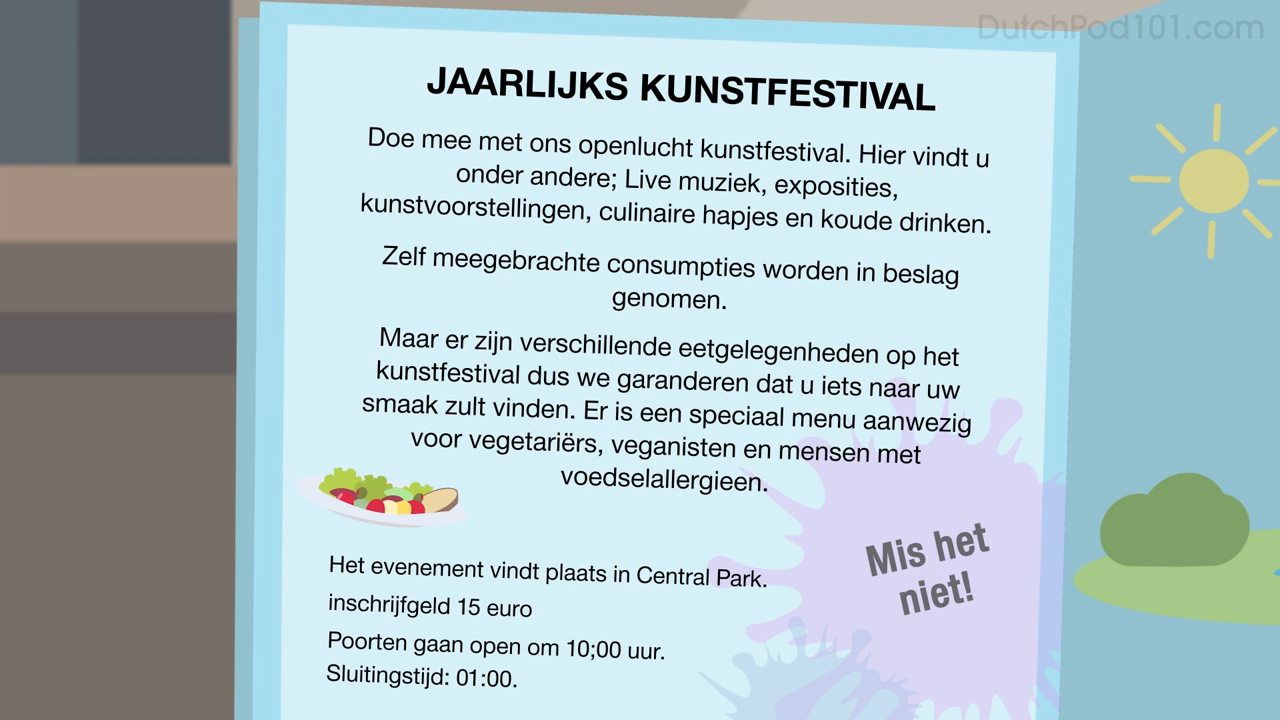 DutchPod101.com
JAARLIJKS KUNSTFESTIVAL
Doe mee met ons openlucht kunstfestival. Hier vindt u
onder andere; Live muziek, exposities,
kunstvoorstellingen, culinaire hapjes en koude drinken.
Zelf meegebrachte consumpties worden in beslag
genomen.
Maar er zijn verschillende eetgelegenheden op het
kunstfestival dus we garanderen dat u iets naar uw
smaak zult vinden. Er is een speciaal menu aanwezig
voor vegetariërs, veganisten en mensen met
voedselallergieen.
Mis het
niet!
Het evenement vindt plaats in Central Park.
inschrijfgeld 15 euro
Poorten gaan open om 10;00 uur.
Sluitingstijd: 01:00.